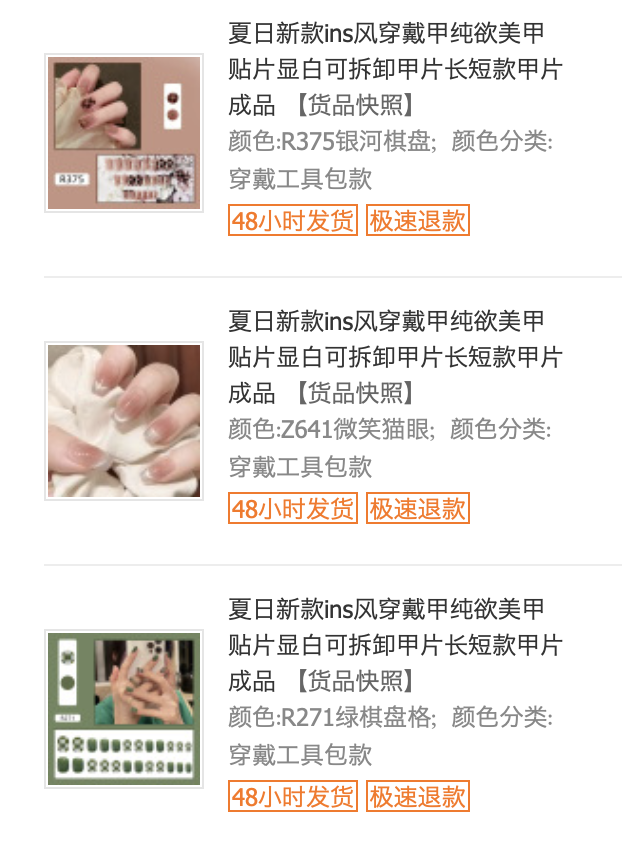 夏日新款ins风穿戴甲纯欲美甲
贴片显白可拆卸甲片长短款甲片
成品 【货品快照】
颜色:R375银河棋盘; 颜色分类:
穿戴工具包款
48小时发货 极速退款
R375
夏日新款ins风穿戴甲纯欲美甲
贴片显白可拆卸甲片长短款甲片
成品 【货品快照】
颜色:Z641微笑猫眼; 颜色分类:
穿戴工具包款
48小时发货 极速退款
夏日新款ins风穿戴甲纯欲美甲
贴片显白可拆卸甲片长短款甲片
成品 【货品快照】
颜色:R271绿棋盘格; 颜色分类:
穿戴工具包款
48小时发货 极速退款